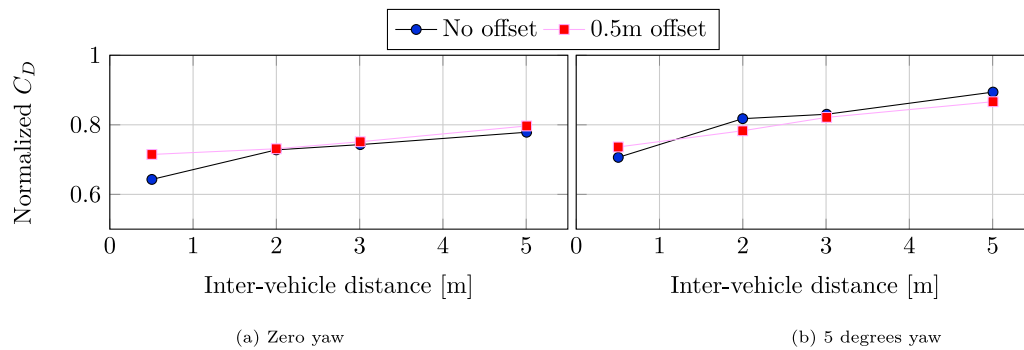 No offset 0.5m offset
Normalized C_D
1
0.8
0.6
0 1 2 3 4 5
0 1 2 3 4 5
Inter-vehicle distance [m]
Inter-vehicle distance [m]
(a) Zero yaw
(b) 5 degrees yaw